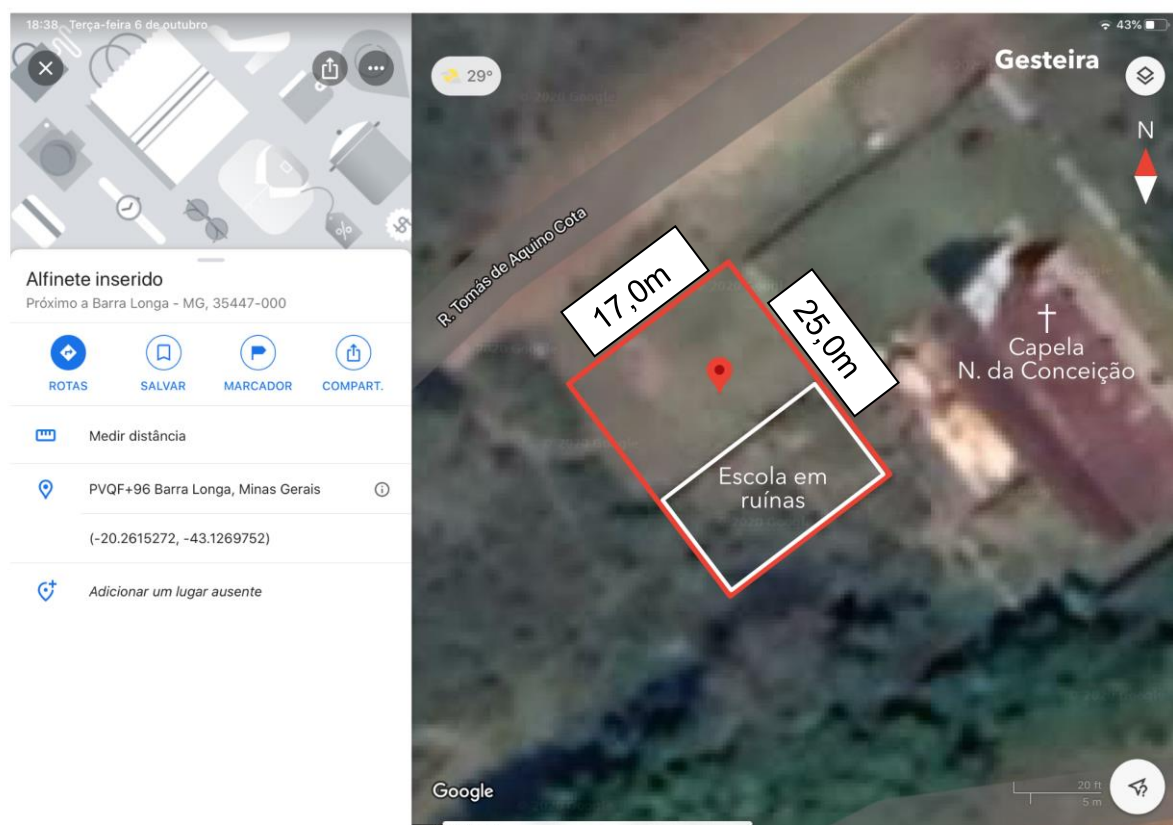 18:38 Terça-feira 6 de outubro
43%
Alfinete inserido
Próximo a Barra Longa - MG, 35447-000
ROTAS
SALVAR
MARCADOR
COMPART.
Medir distância
PVQF+96 Barra Longa, Minas Gerais
(-20.2615272, -43.1269752)
Adicionar um lugar ausente
29°
Gesteira
N
R. Tomás de Aquino Cota
17,0m
25,0m
Capela
N. da Conceição
Escola em
ruínas
Google
20 ft
5 m